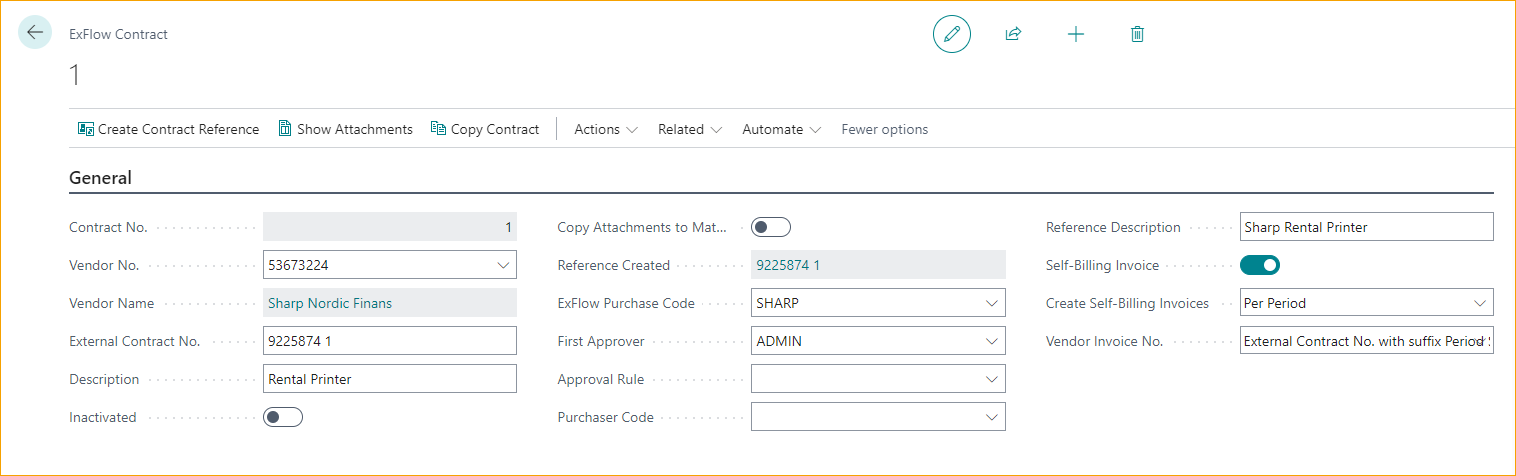 ExFlow Contract
1
Create Contract Reference Show Attachments Copy Contract Actions Related Automate Fewer options
General
Contract No. 1
Vendor No. 53673224
Vendor Name Sharp Nordic Finans
External Contract No. 9225874 1
Description Rental Printer
Inactivated
Copy Attachments to Mat...
Reference Created 9225874 1
ExFlow Purchase Code SHARP
First Approver ADMIN
Approval Rule
Purchaser Code
Reference Description Sharp Rental Printer
Self-Billing Invoice
Create Self-Billing Invoices Per Period
Vendor Invoice No. External Contract No. with suffix Period